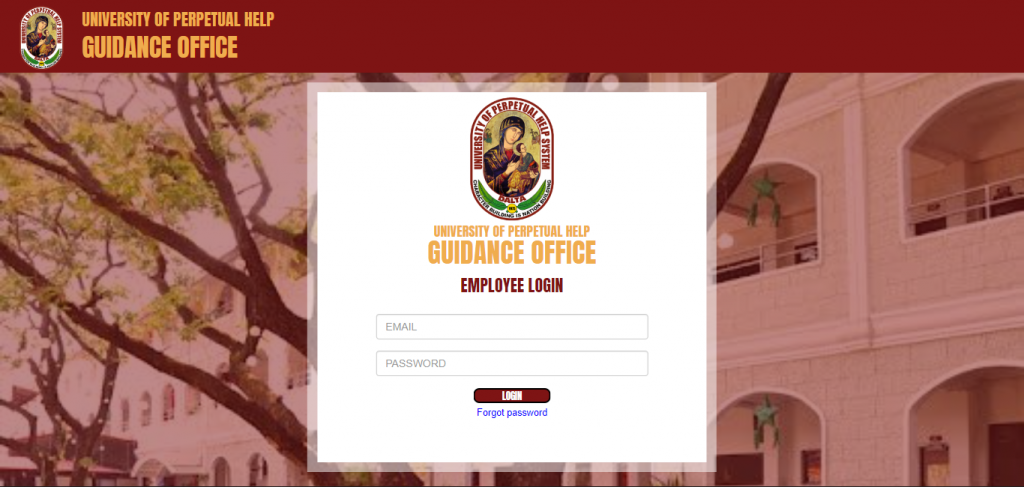 UNIVERSITY OF PERPETUAL HELP
GUIDANCE OFFICE
UNIVERSITY OF PERPETUAL HELP SYSTEM
DALTA
CHARACTER BUILDING IS NATION BUILDING
UNIVERSITY OF PERPETUAL HELP
GUIDANCE OFFICE
EMPLOYEE LOGIN
EMAIL
PASSWORD
LOGIN
Forgot password